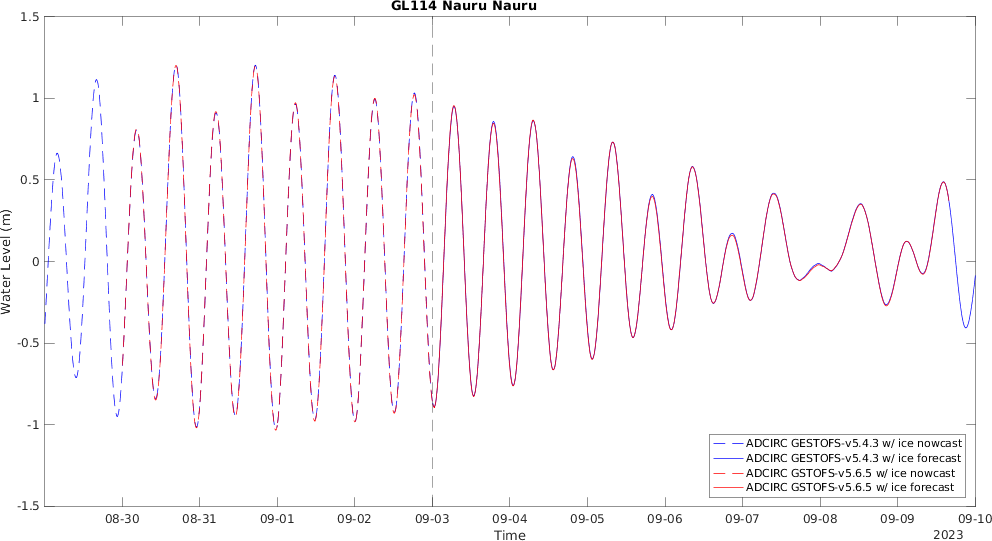 GL114 Nauru Nauru
1.5
1
0.5
0
-0.5
-1
-1.5
Water Level (m)
ADCIRC GESTOFS-v5.4.3 w/ ice nowcast
ADCIRC GESTOFS-v5.4.3 w/ ice forecast
ADCIRC GSTOFS-v5.6.5 w/ ice nowcast
ADCIRC GSTOFS-v5.6.5 w/ ice forecast
08-30 08-31 09-01 09-02 09-03 09-04 09-05 09-06 09-07 09-08 09-09 09-10
Time
2023